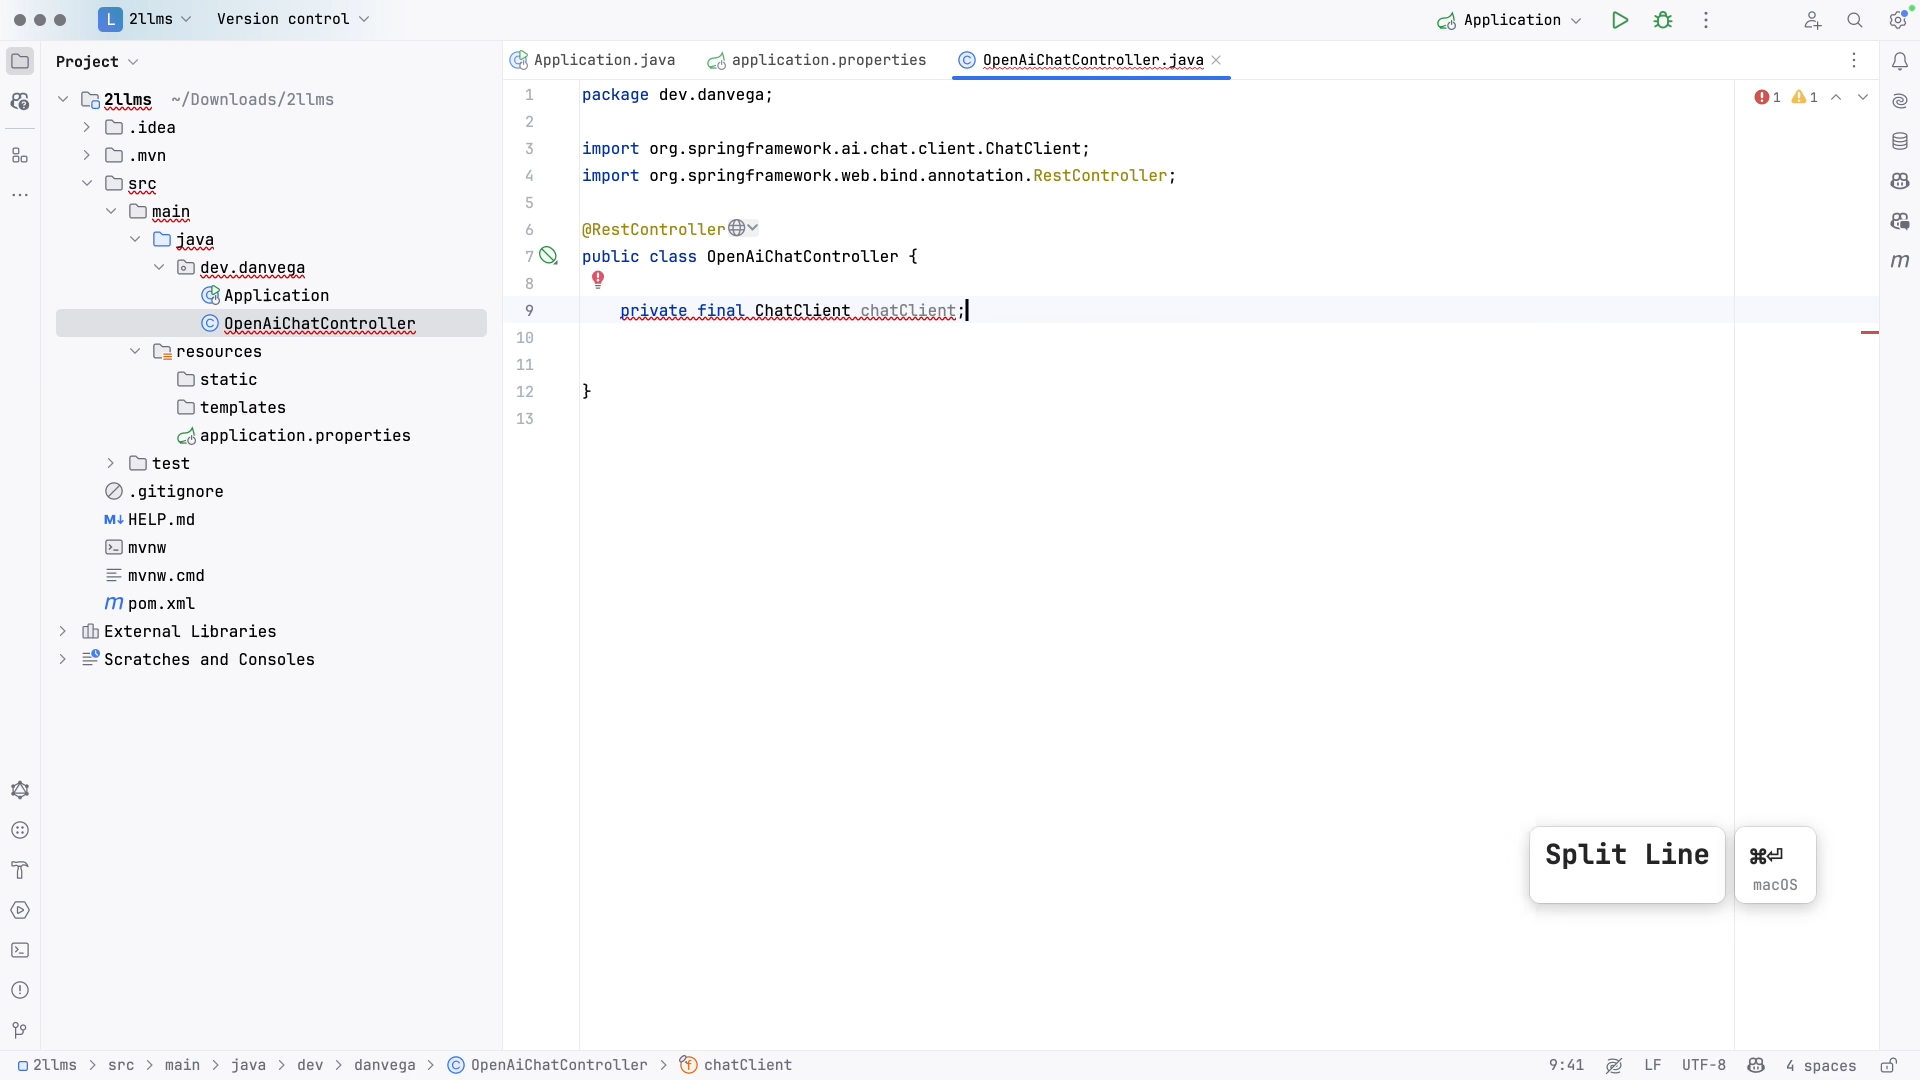 L 2llms Version control Application
Project
Application.java application.properties OpenAiChatController.java
2llms ~/Downloads/2llms
.idea
.mvn
src
main
java
dev.danvega
Application
OpenAiChatController
resources
static
templates
application.properties
test
.gitignore
M↓ HELP.md
mvnw
mvnw.cmd
m pom.xml
External Libraries
Scratches and Consoles
1 package dev.danvega;
2
3 import org.springframework.ai.chat.client.ChatClient;
4 import org.springframework.web.bind.annotation.RestController;
5
6 @RestController
7 public class OpenAiChatController {
8
9 private final ChatClient chatClient;
10
11
12 }
13
1 1
m
Split Line ⌘⏎
macOS
2llms > src > main > java > dev > danvega > OpenAiChatController > chatClient 9:41 LF UTF-8 4 spaces